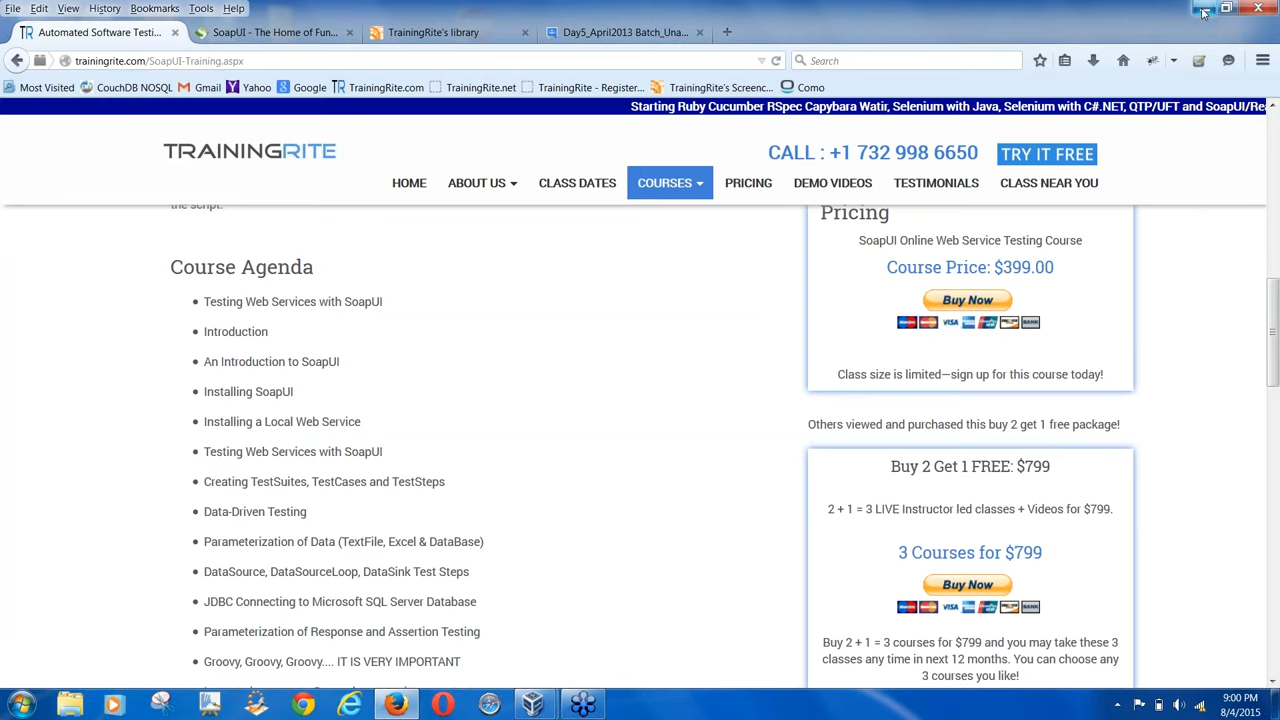 File Edit View History Bookmarks Tools Help
Automated Software Testi...
SoapUI - The Home of Fun...
TrainingRite's library
Day5_April2013 Batch_Una...
trainingrite.com/SoapUI-Training.aspx
Search
Most Visited CouchDB NOSQL Gmail Yahoo Google TrainingRite.com TrainingRite.net TrainingRite - Register... TrainingRite's Screenc... Como
Starting Ruby Cucumber RSpec Capybara Watir, Selenium with Java, Selenium with C#.NET, QTP/UFT and SoapUI/Re
TRAININGRITE
CALL : +1 732 998 6650
TRY IT FREE
HOME ABOUT US CLASS DATES COURSES PRICING DEMO VIDEOS TESTIMONIALS CLASS NEAR YOU
the script.
Course Agenda
Testing Web Services with SoapUI
Introduction
An Introduction to SoapUI
Installing SoapUI
Installing a Local Web Service
Testing Web Services with SoapUI
Creating TestSuites, TestCases and TestSteps
Data-Driven Testing
Parameterization of Data (TextFile, Excel & DataBase)
DataSource, DataSourceLoop, DataSink Test Steps
JDBC Connecting to Microsoft SQL Server Database
Parameterization of Response and Assertion Testing
Groovy, Groovy, Groovy.... IT IS VERY IMPORTANT
Pricing
SoapUI Online Web Service Testing Course
Course Price: $399.00
Buy Now
VISA BANK
Class size is limited—sign up for this course today!
Others viewed and purchased this buy 2 get 1 free package!
Buy 2 Get 1 FREE: $799
2 + 1 = 3 LIVE Instructor led classes + Videos for $799.
3 Courses for $799
Buy Now
VISA BANK
Buy 2 + 1 = 3 courses for $799 and you may take these 3
classes any time in next 12 months. You can choose any
3 courses you like!
9:00 PM
8/4/2015